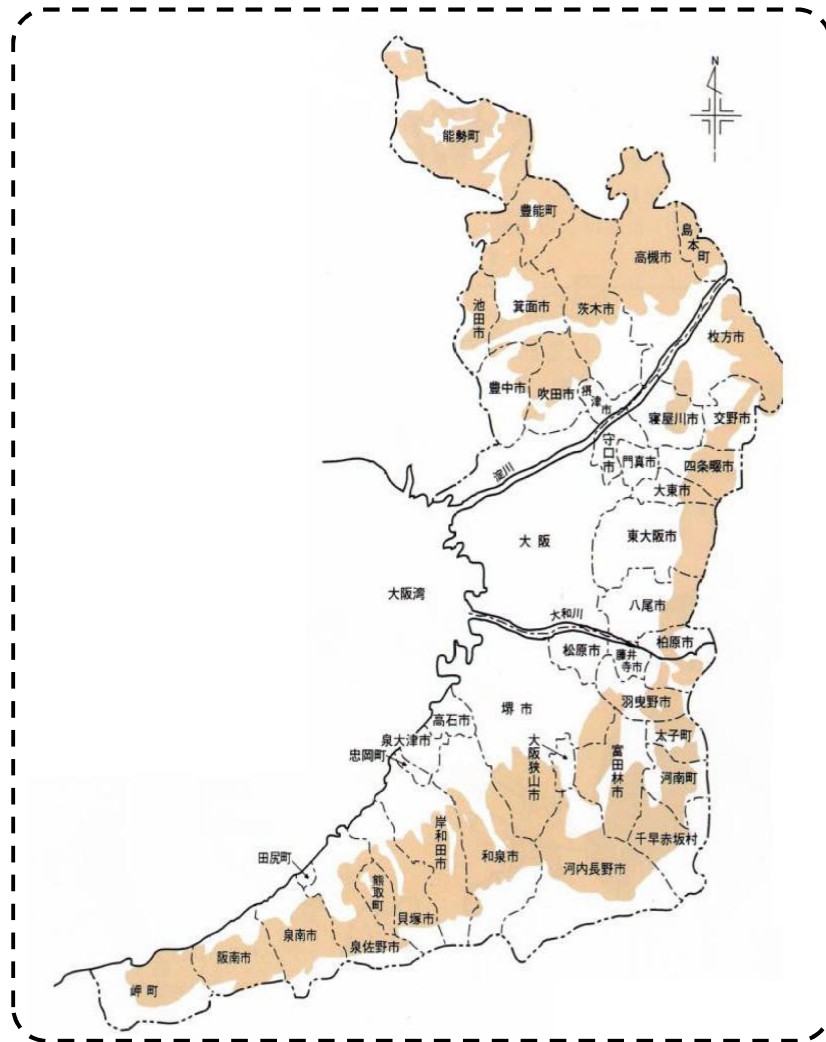 N
能勢町
豊能町
島本町
高槻市
池田市
箕面市
茨木市
枚方市
豊中市
吹田市
摂津市
寝屋川市
交野市
守口市
門真市
四条畷市
淀川
大東市
東大阪市
大 阪
大阪湾
八尾市
大和川
松原市
藤井寺市
柏原市
羽曳野市
堺 市
高石市
泉大津市
忠岡町
太子町
大阪狭山市
富田林市
河南町
千早赤坂村
岸和田市
和泉市
河内長野市
田尻町
熊取町
貝塚市
泉南市
泉佐野市
阪南市
岬町